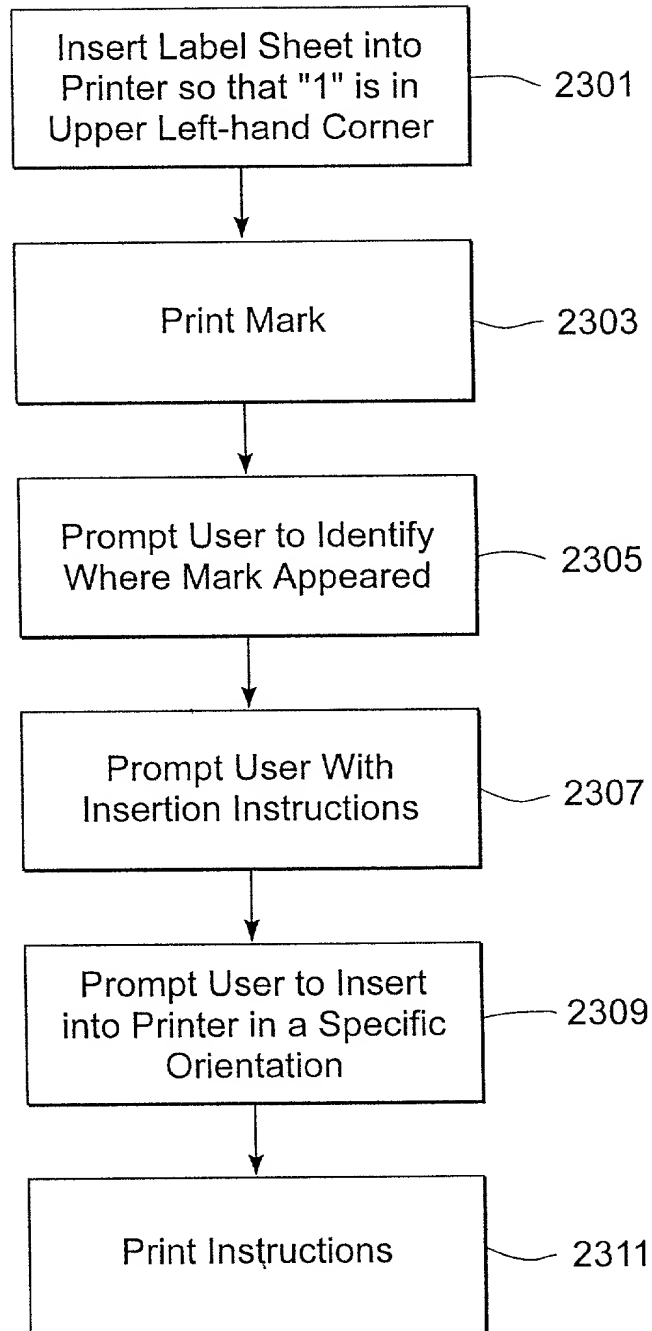 Insert Label Sheet into
Printer so that "1" is in
Upper Left-hand Corner
2301
Print Mark
2303
Prompt User to Identify
Where Mark Appeared
2305
Prompt User With
Insertion Instructions
2307
Prompt User to Insert
into Printer in a Specific
Orientation
2309
Print Instructions
2311